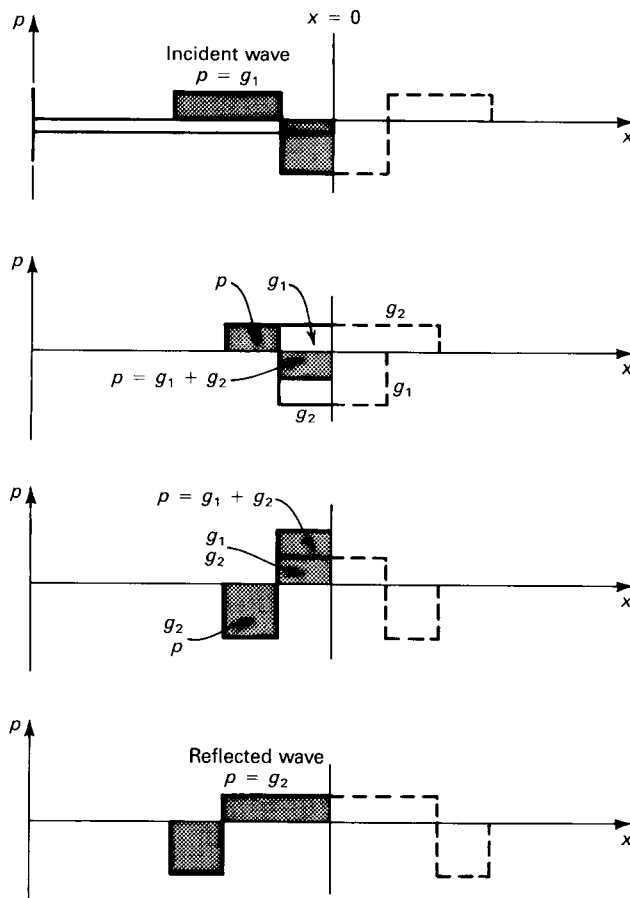 p
x = 0
Incident wave
p = g₁
x
p
p
g₁
g₂
p = g₁ + g₂
g₁
g₂
x
p
p = g₁ + g₂
g₁
g₂
g₂
p
x
p
Reflected wave
p = g₂
x